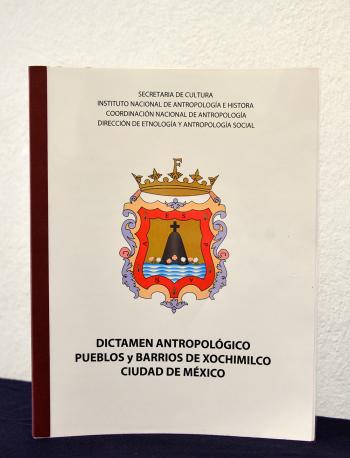 SECRETARIA DE CULTURA
INSTITUTO NACIONAL DE ANTROPOLOGÍA E HISTORA
COORDINACIÓN NACIONAL DE ANTROPOLOGÍA
DIRECCIÓN DE ETNOLOGÍA Y ANTROPOLOGÍA SOCIAL
F
DICTAMEN ANTROPOLÓGICO
PUEBLOS y BARRIOS DE XOCHIMILCO
CIUDAD DE MÉXICO